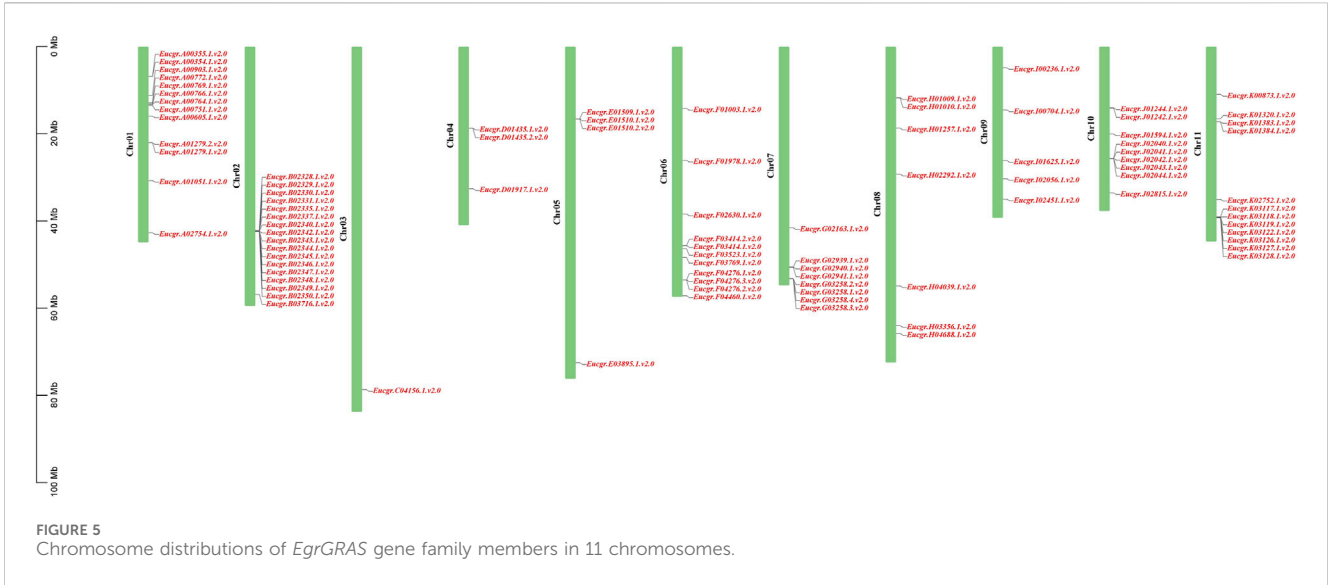 0 Mb
20 Mb
40 Mb
60 Mb
80 Mb
100 Mb
Chr01
Eucgr.A00355.1.v2.0
Eucgr.A00354.1.v2.0
Eucgr.A00903.1.v2.0
Eucgr.A00772.1.v2.0
Eucgr.A00769.1.v2.0
Eucgr.A00766.1.v2.0
Eucgr.A00764.1.v2.0
Eucgr.A00751.1.v2.0
Eucgr.A00605.1.v2.0
Eucgr.A01279.2.v2.0
Eucgr.A01279.1.v2.0
Eucgr.A01051.1.v2.0
Eucgr.A02754.1.v2.0
Chr02
Eucgr.B02328.1.v2.0
Eucgr.B02329.1.v2.0
Eucgr.B02330.1.v2.0
Eucgr.B02331.1.v2.0
Eucgr.B02335.1.v2.0
Eucgr.B02337.1.v2.0
Eucgr.B02340.1.v2.0
Eucgr.B02342.1.v2.0
Eucgr.B02343.1.v2.0
Eucgr.B02344.1.v2.0
Eucgr.B02345.1.v2.0
Eucgr.B02346.1.v2.0
Eucgr.B02347.1.v2.0
Eucgr.B02348.1.v2.0
Eucgr.B02349.1.v2.0
Eucgr.B02350.1.v2.0
Eucgr.B03716.1.v2.0
Chr03
Eucgr.C04156.1.v2.0
Chr04
Eucgr.D01435.1.v2.0
Eucgr.D01435.2.v2.0
Eucgr.D01917.1.v2.0
Chr05
Eucgr.E01509.1.v2.0
Eucgr.E01510.1.v2.0
Eucgr.E01510.2.v2.0
Eucgr.E03895.1.v2.0
Chr06
Eucgr.F01003.1.v2.0
Eucgr.F01978.1.v2.0
Eucgr.F02630.1.v2.0
Eucgr.F03414.2.v2.0
Eucgr.F03414.1.v2.0
Eucgr.F03523.1.v2.0
Eucgr.F03769.1.v2.0
Eucgr.F04276.1.v2.0
Eucgr.F04276.3.v2.0
Eucgr.F04276.2.v2.0
Eucgr.F04460.1.v2.0
Chr07
Eucgr.G02163.1.v2.0
Eucgr.G02939.1.v2.0
Eucgr.G02940.1.v2.0
Eucgr.G02941.1.v2.0
Eucgr.G03258.2.v2.0
Eucgr.G03258.1.v2.0
Eucgr.G03258.4.v2.0
Eucgr.G03258.3.v2.0
Chr08
Eucgr.H01009.1.v2.0
Eucgr.H01010.1.v2.0
Eucgr.H01257.1.v2.0
Eucgr.H02292.1.v2.0
Eucgr.H04039.1.v2.0
Eucgr.H03356.1.v2.0
Eucgr.H04688.1.v2.0
Chr09
Eucgr.I00236.1.v2.0
Eucgr.I00704.1.v2.0
Eucgr.I01625.1.v2.0
Eucgr.I02056.1.v2.0
Eucgr.I02451.1.v2.0
Chr10
Eucgr.J01244.1.v2.0
Eucgr.J01242.1.v2.0
Eucgr.J01594.1.v2.0
Eucgr.J02040.1.v2.0
Eucgr.J02041.1.v2.0
Eucgr.J02042.1.v2.0
Eucgr.J02043.1.v2.0
Eucgr.J02044.1.v2.0
Eucgr.J02815.1.v2.0
Chr11
Eucgr.K00873.1.v2.0
Eucgr.K01320.1.v2.0
Eucgr.K01383.1.v2.0
Eucgr.K01384.1.v2.0
Eucgr.K02752.1.v2.0
Eucgr.K03117.1.v2.0
Eucgr.K03118.1.v2.0
Eucgr.K03119.1.v2.0
Eucgr.K03122.1.v2.0
Eucgr.K03126.1.v2.0
Eucgr.K03127.1.v2.0
Eucgr.K03128.1.v2.0
FIGURE 5
Chromosome distributions of EgrGRAS gene family members in 11 chromosomes.